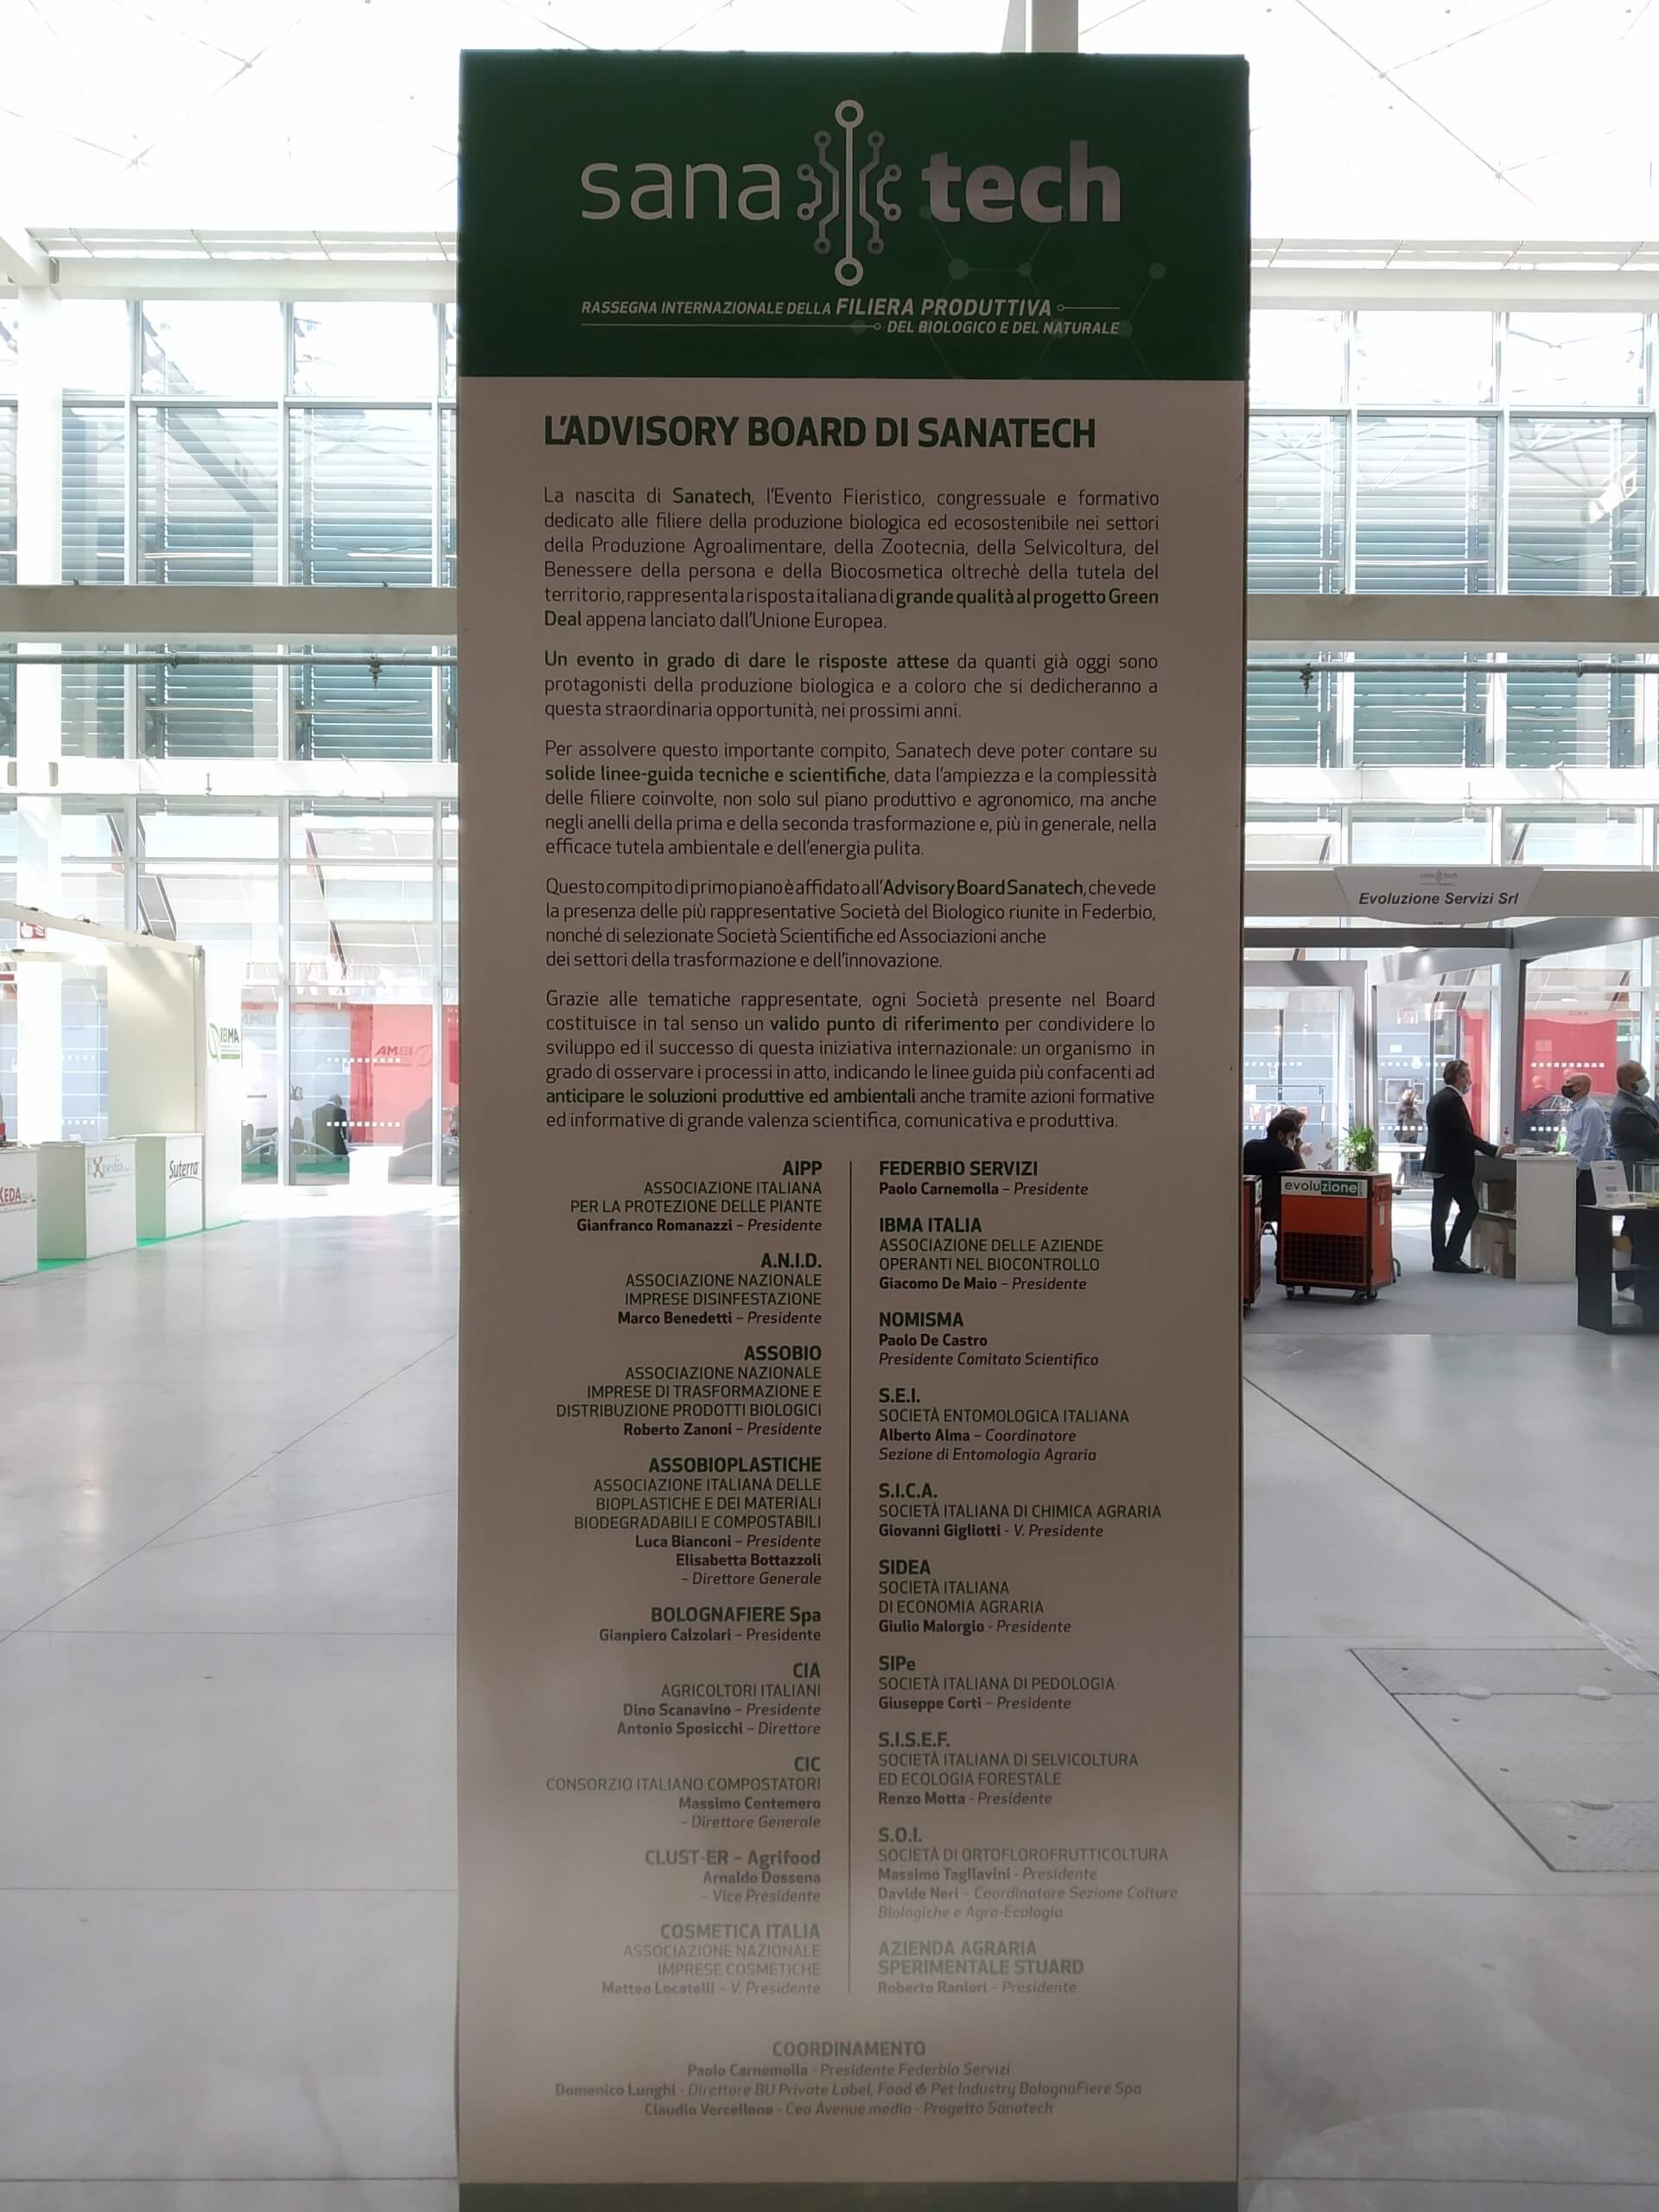 sana tech
RASSEGNA INTERNAZIONALE DELLA FILIERA PRODUTTIVA
DEL BIOLOGICO E DEL NATURALE
L'ADVISORY BOARD DI SANATECH
La nascita di Sanatech, l'Evento Fieristico, congressuale e formativo
dedicato alle filiere della produzione biologica ed ecosostenibile nei settori
della Produzione Agroalimentare, della Zootecnia, della Selvicoltura, del
Benessere della persona e della Biocosmetica oltrechè della tutela del
territorio, rappresenta la risposta italiana di grande qualità al progetto Green
Deal appena lanciato dall'Unione Europea.
Un evento in grado di dare le risposte attese da quanti già oggi sono
protagonisti della produzione biologica e a coloro che si dedicheranno a
questa straordinaria opportunità, nei prossimi anni.
Per assolvere questo importante compito, Sanatech deve poter contare su
solide linee-guida tecniche e scientifiche, data l'ampiezza e la complessità
delle filiere coinvolte, non solo sul piano produttivo e agronomico, ma anche
negli anelli della prima e della seconda trasformazione e, più in generale, nella
efficace tutela ambientale e dell'energia pulita.
Questo compito di primo piano è affidato all'Advisory Board Sanatech, che vede
la presenza delle più rappresentative Società del Biologico riunite in Federbio,
nonché di selezionate Società Scientifiche ed Associazioni anche
dei settori della trasformazione e dell'innovazione.
Grazie alle tematiche rappresentate, ogni Società presente nel Board
costituisce in tal senso un valido punto di riferimento per condividere lo
sviluppo ed il successo di questa iniziativa internazionale: un organismo in
grado di osservare i processi in atto, indicando le linee guida più confacenti ad
anticipare le soluzioni produttive ed ambientali anche tramite azioni formative
ed informative di grande valenza scientifica, comunicativa e produttiva.
AIPP
ASSOCIAZIONE ITALIANA
PER LA PROTEZIONE DELLE PIANTE
Gianfranco Romanazzi – Presidente
A.N.I.D.
ASSOCIAZIONE NAZIONALE
IMPRESE DISINFESTAZIONE
Marco Benedetti – Presidente
ASSOBIO
ASSOCIAZIONE NAZIONALE
IMPRESE DI TRASFORMAZIONE E
DISTRIBUZIONE PRODOTTI BIOLOGICI
Roberto Zanoni – Presidente
ASSOBIOPLASTICHE
ASSOCIAZIONE ITALIANA DELLE
BIOPLASTICHE E DEI MATERIALI
BIODEGRADABILI E COMPOSTABILI
Luca Bianconi – Presidente
Elisabetta Bottazzoli
– Direttore Generale
BOLOGNAFIERE Spa
Gianpiero Calzolari – Presidente
CIA
AGRICOLTORI ITALIANI
Dino Scanavino – Presidente
Antonio Sposicchi – Direttore
CIC
CONSORZIO ITALIANO COMPOSTATORI
Massimo Centemero
- Direttore Generale
CLUST-ER – Agrifood
Arnaldo Dossena
- Vice Presidente
COSMETICA ITALIA
ASSOCIAZIONE NAZIONALE
IMPRESE COSMETICHE
Matteo Locatelli – V. Presidente
FEDERBIO SERVIZI
Paolo Carnemolla – Presidente
IBMA ITALIA
ASSOCIAZIONE DELLE AZIENDE
OPERANTI NEL BIOCONTROLLO
Giacomo De Maio – Presidente
NOMISMA
Paolo De Castro
Presidente Comitato Scientifico
S.E.I.
SOCIETÀ ENTOMOLOGICA ITALIANA
Alberto Alma – Coordinatore
Sezione di Entomologia Agraria
S.I.C.A.
SOCIETÀ ITALIANA DI CHIMICA AGRARIA
Giovanni Gigliotti - V. Presidente
SIDEA
SOCIETÀ ITALIANA
DI ECONOMIA AGRARIA
Giulio Malorgio - Presidente
SIPe
SOCIETÀ ITALIANA DI PEDOLOGIA
Giuseppe Corti – Presidente
S.I.S.E.F.
SOCIETÀ ITALIANA DI SELVICOLTURA
ED ECOLOGIA FORESTALE
Renzo Motta - Presidente
S.O.I.
SOCIETÀ DI ORTOFLOROFRUTTICOLTURA
Massimo Tagliavini - Presidente
Davide Neri – Coordinatore Sezione Colture
Biologiche e Agro-Ecologia
AZIENDA AGRARIA
SPERIMENTALE STUARD
Roberto Ranieri – Presidente
COORDINAMENTO
Paolo Carnemolla - Presidente Federbio Servizi
Domenico Lunghi - Direttore BU Private Label, Food & Pet Industry BolognaFiere Spa
Claudio Vercellone - Ceo Avenue media - Progetto Sanatech
Evoluzione Servizi Srl
evoluzione
IBMA
IBMA
Suterra